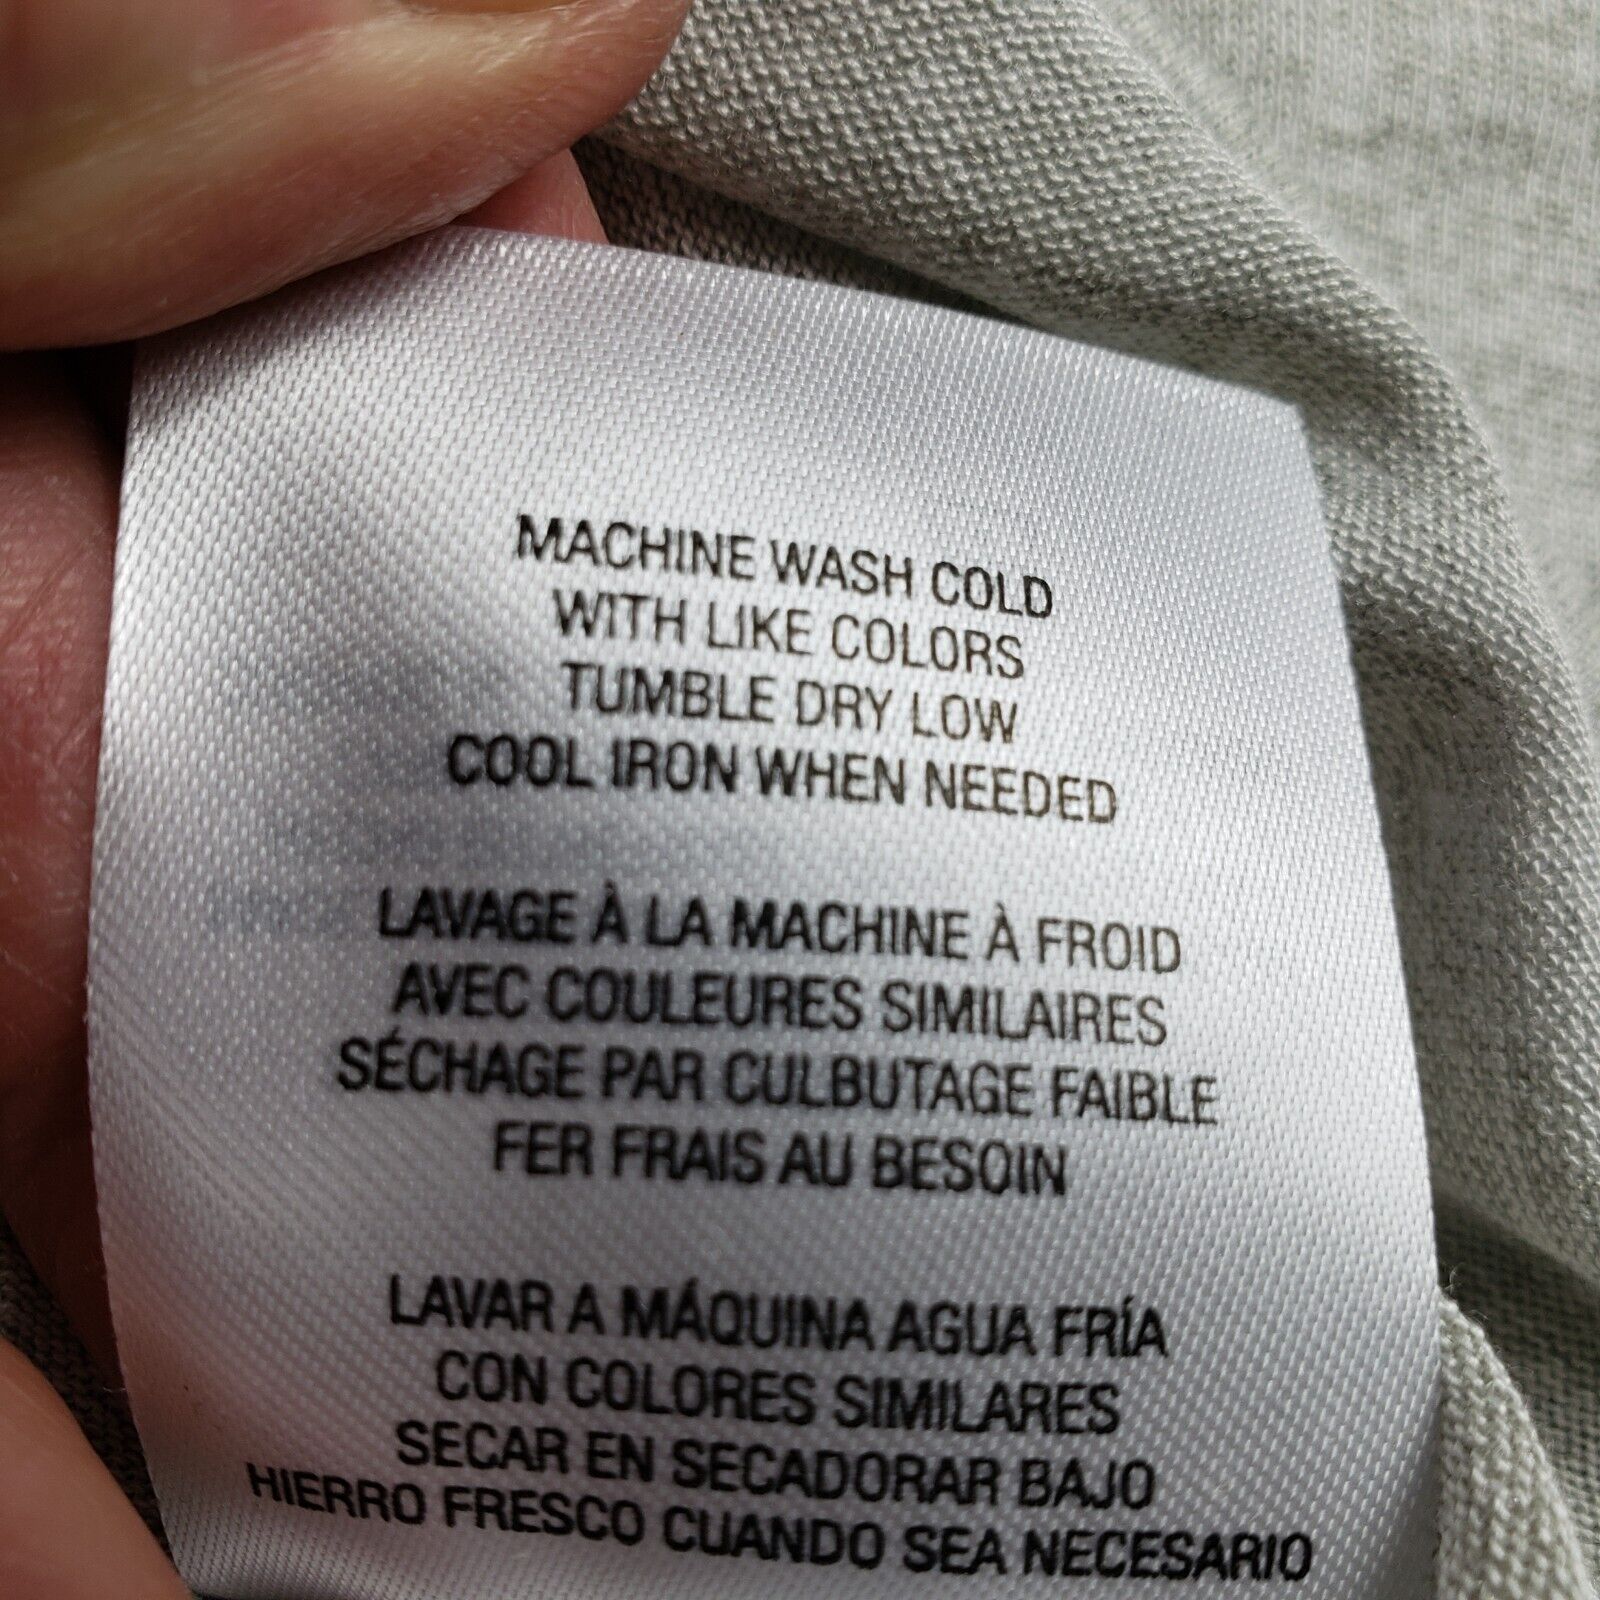 MACHINE WASH COLD
WITH LIKE COLORS
TUMBLE DRY LOW
COOL IRON WHEN NEEDED
LAVAGE À LA MACHINE À FROID
AVEC COULEURES SIMILAIRES
SÉCHAGE PAR CULBUTAGE FAIBLE
FER FRAIS AU BESOIN
LAVAR A MÁQUINA AGUA FRÍA
CON COLORES SIMILARES
SECAR EN SECADORAR BAJO
HIERRO FRESCO CUANDO SEA NECESARIO